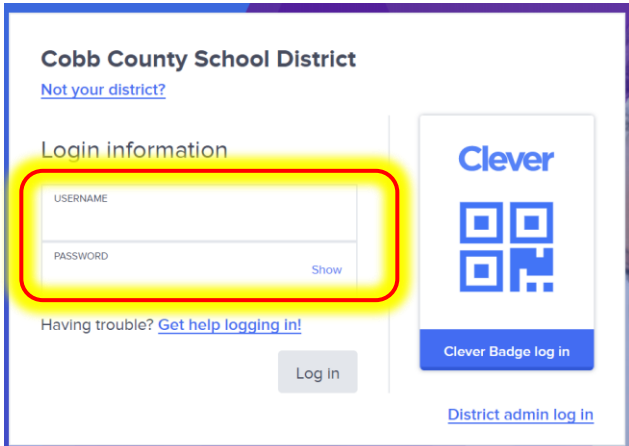 Cobb County School District
Not your district?
Login information
USERNAME
PASSWORD
Show
Having trouble? Get help logging in!
Log in
Clever
Clever Badge log in
District admin log in